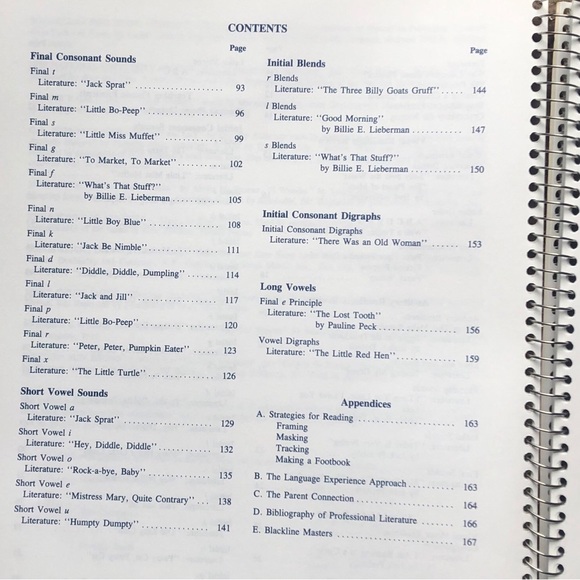 CONTENTS
Page
Final Consonant Sounds
Final t
Literature: "Jack Sprat" .......................... 93
Final m
Literature: "Little Bo-Peep" ..................... 96
Final s
Literature: "Little Miss Muffet" ................. 99
Final g
Literature: "To Market, To Market" .......... 102
Final f
Literature: "What's That Stuff?"
by Billie E. Lieberman ............ 105
Final n
Literature: "Little Boy Blue" .................. 108
Final k
Literature: "Jack Be Nimble" .................. 111
Final d
Literature: "Diddle, Diddle, Dumpling" ....... 114
Final l
Literature: "Jack and Jill" .................... 117
Final p
Literature: "Little Bo-Peep" .................. 120
Final r
Literature: "Peter, Peter, Pumpkin Eater" ..... 123
Final x
Literature: "The Little Turtle" ................ 126
Short Vowel Sounds
Short Vowel a
Literature: "Jack Sprat" ........................ 129
Short Vowel i
Literature: "Hey, Diddle, Diddle" .............. 132
Short Vowel o
Literature: "Rock-a-bye, Baby" ................. 135
Short Vowel e
Literature: "Mistress Mary, Quite Contrary" ... 138
Short Vowel u
Literature: "Humpty Dumpty" ................. 141
Page
Initial Blends
r Blends
Literature: "The Three Billy Goats Gruff" ..... 144
l Blends
Literature: "Good Morning"
by Billie E. Lieberman ............ 147
s Blends
Literature: "What's That Stuff?"
by Billie E. Lieberman ............ 150
Initial Consonant Digraphs
Initial Consonant Digraphs
Literature: "There Was an Old Woman" ...... 153
Long Vowels
Final e Principle
Literature: "The Lost Tooth"
by Pauline Peck .................. 156
Vowel Digraphs
Literature: "The Little Red Hen" .............. 159
Appendices
A. Strategies for Reading ...................... 163
Framing
Masking
Tracking
Making a Footbook
B. The Language Experience Approach ............ 163
C. The Parent Connection ....................... 164
D. Bibliography of Professional Literature ....... 166
E. Blackline Masters ........................... 167